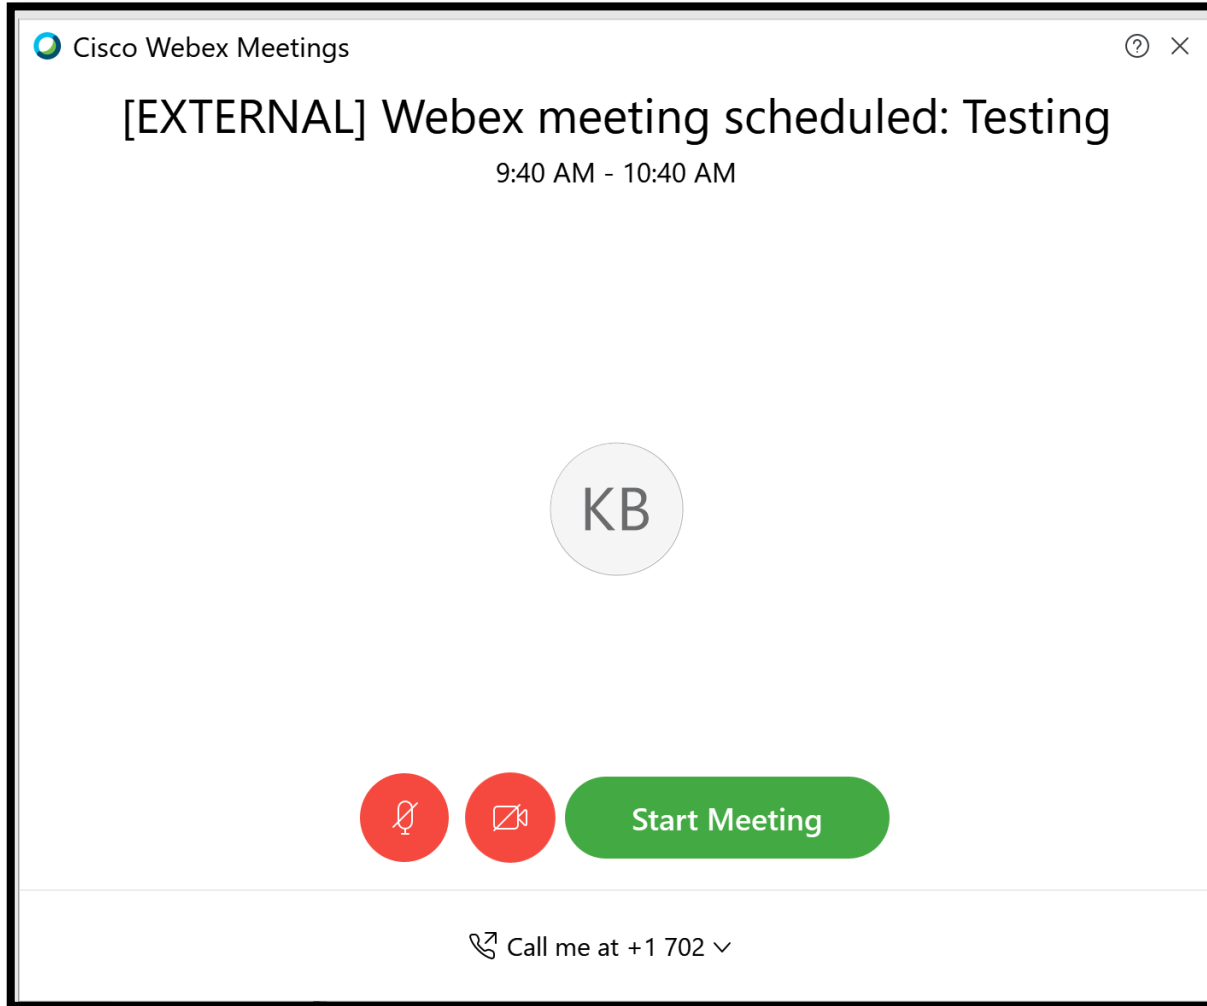 Cisco Webex Meetings
[EXTERNAL] Webex meeting scheduled: Testing
9:40 AM - 10:40 AM
KB
Start Meeting
Call me at +1 702